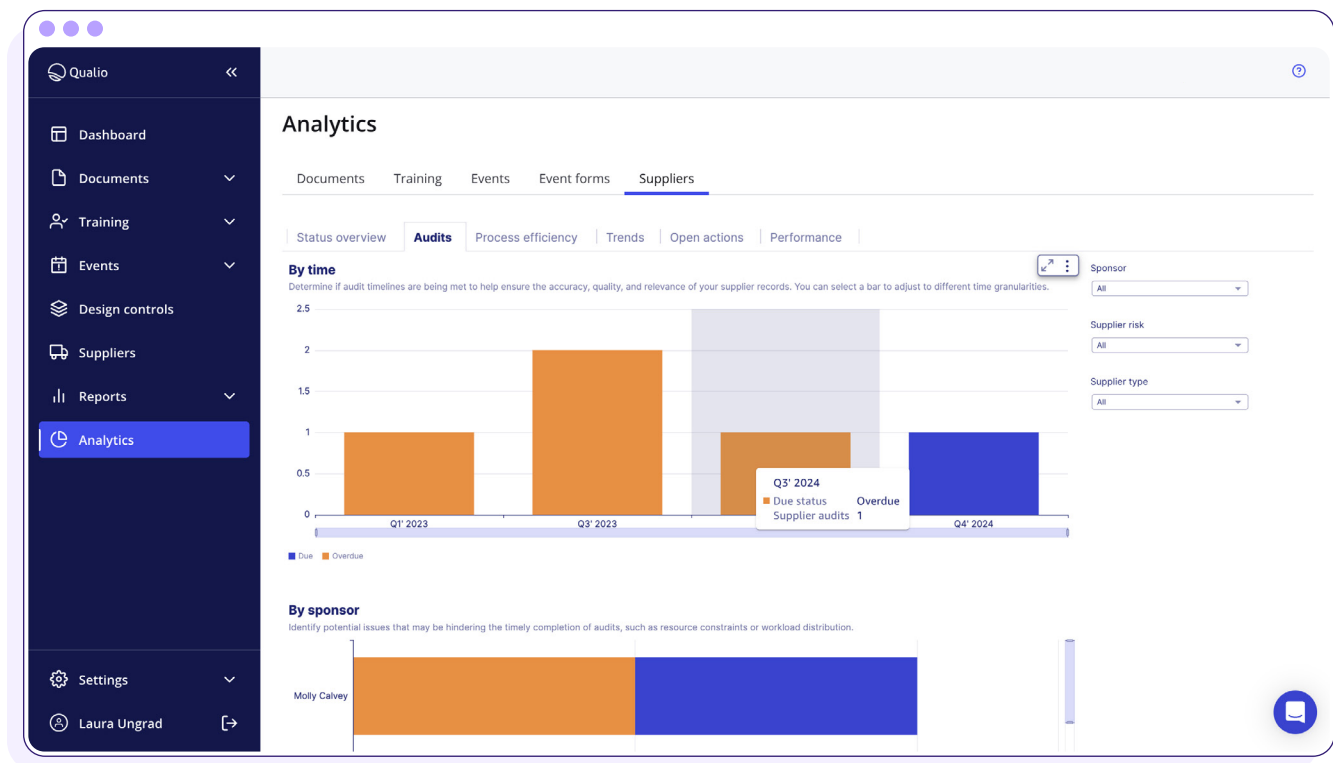 Qualio
Dashboard
Documents
Training
Events
Design controls
Suppliers
Reports
Analytics
Settings
Laura Ungrad
Analytics
Documents Training Events Event forms Suppliers
Status overview Audits Process efficiency Trends Open actions Performance
By time
Determine if audit timelines are being met to help ensure the accuracy, quality, and relevance of your supplier records. You can select a bar to adjust to different time granularities.
2.5
2
1.5
1
0.5
0
Q1' 2023 Q3' 2023 Q4' 2024
Q3' 2024
Due status Overdue
Supplier audits 1
Due Overdue
Sponsor
All
Supplier risk
All
Supplier type
All
By sponsor
Identify potential issues that may be hindering the timely completion of audits, such as resource constraints or workload distribution.
Molly Calvey